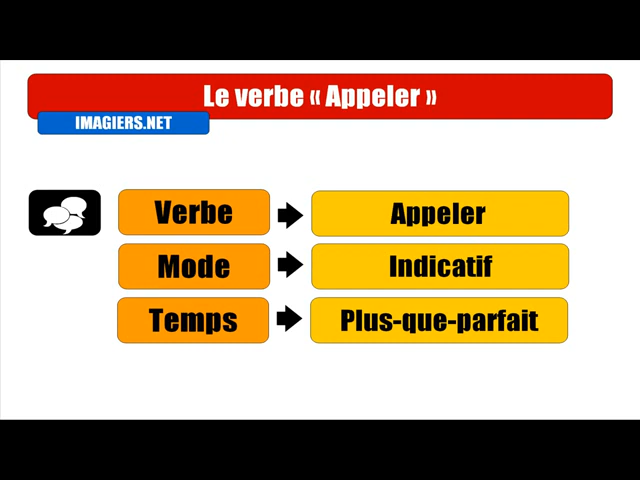 Le verbe « Appeler »
IMAGIERS.NET
Verbe Appeler
Mode Indicatif
Temps Plus-que-parfait